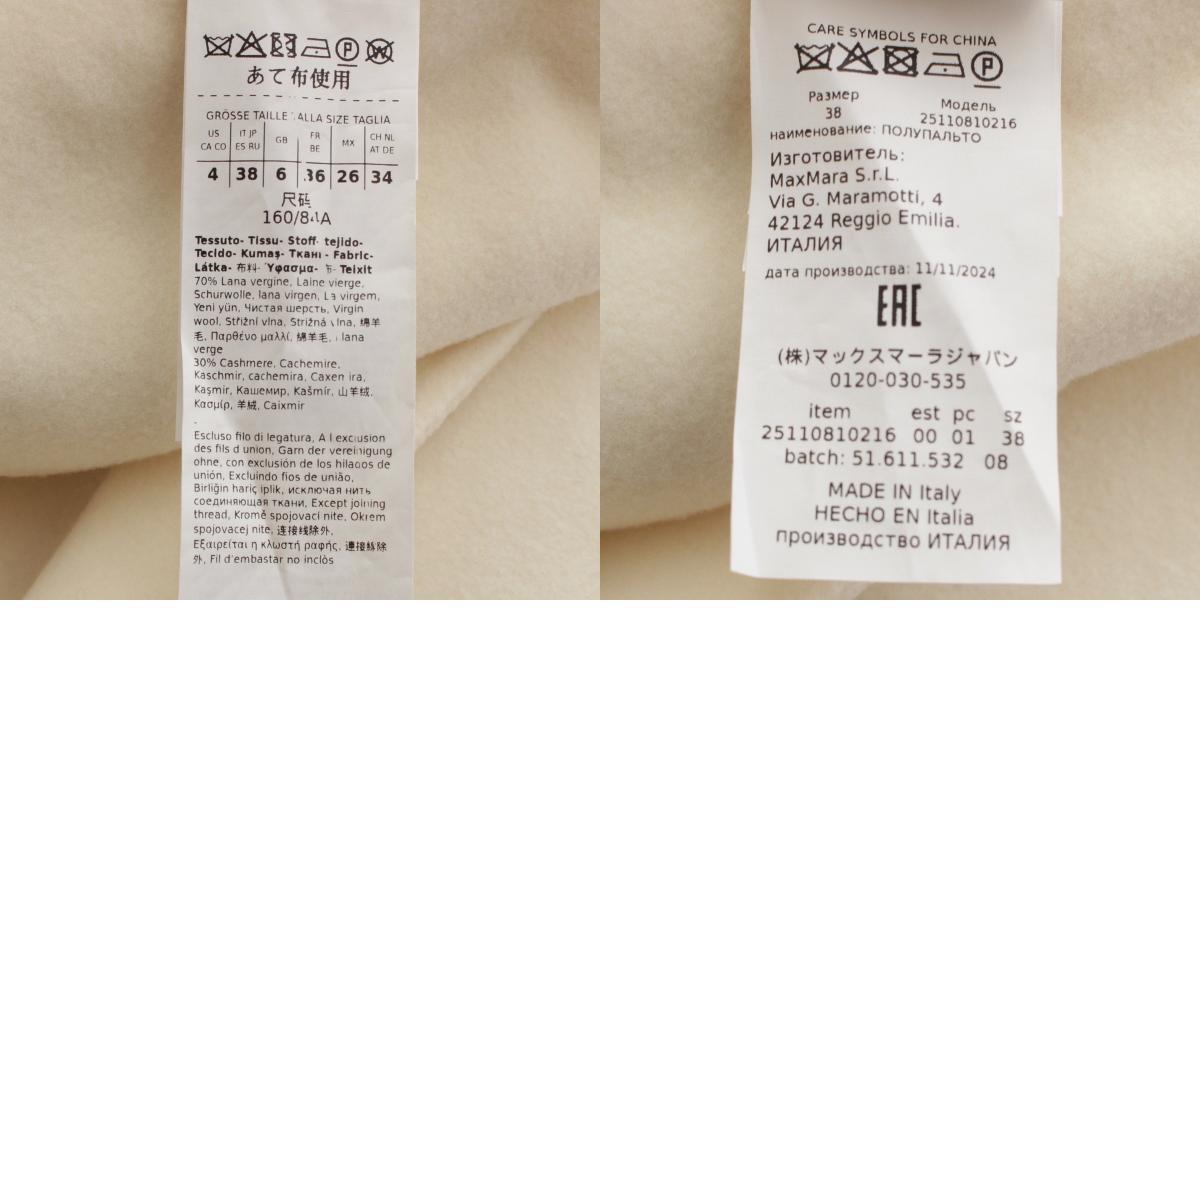 あて布使用
GRÖSSE TAILLE TALLA SIZE TAGLIA
US CA CO
IT JP ES RU
GB
FR BE
MX
CH NL AT DE
4 38 6 36 26 34
尺码
160/84A
Tessuto- Tissu- Stoff- tejido-
Tecido- Kumaş- Ткани - Fabric-
Látka- 布料- Ύφασμα- Teixit
70% Lana vergine, Laine vierge,
Schurwolle, lana virgen, La virgem,
Yeni yün, Чистая шерсть, Virgin
wool, Střižní vlna, Strižná vlna, 绵羊
毛, Παρθένο μαλλί, 綿羊毛, lana
verge
30% Cashmere, Cachemire,
Kaschmir, cachemira, Caxemira,
Kaşmir, Кашемир, Kašmír, 山羊绒,
Κασμίρ, 羊絨, Caixmir
-
Escluso filo di legatura, A l exclusion
des fils d union, Garn der vereinigung
ohne, con exclusión de los hilados de
unión, Excluindo fios de união,
Birliğin hariç iplik, исключая нить
соединяющая ткани, Except joining
thread, Kromě spojovací nite, Okrem
spojovacej nite, 连接线除外,
Εξαιρείται η κλωστή ραφής, 連接線除
外, Fil d'embastar no inclòs
CARE SYMBOLS FOR CHINA
Размер
38
Модель
25110810216
наименование: ПОЛУПАЛЬТО
Изготовитель:
MaxMara S.r.L.
Via G. Maramotti, 4
42124 Reggio Emilia.
ИТАЛИЯ
дата производства: 11/11/2024
EAC
(株)マックスマーラジャパン
0120-030-535
item est pc sz
25110810216 00 01 38
batch: 51.611.532 08
MADE IN Italy
HECHO EN Italia
производство ИТАЛИЯ